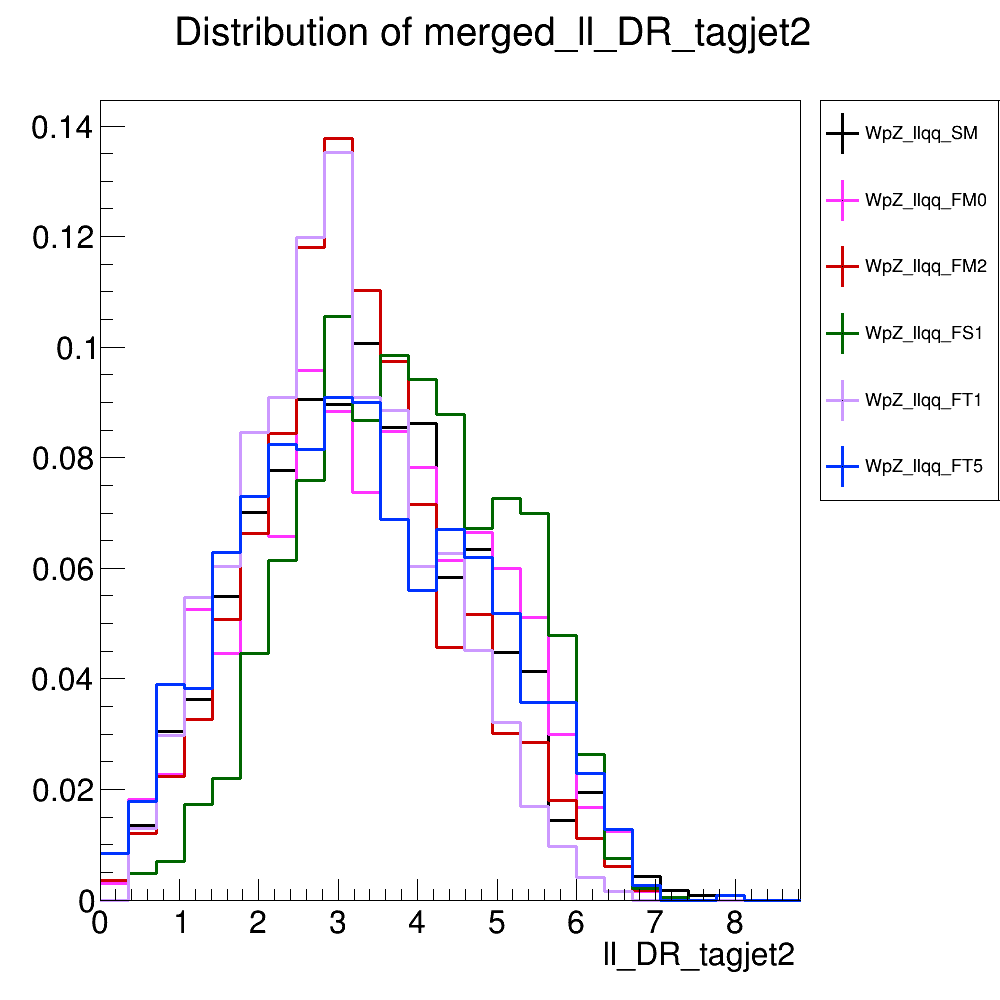 Distribution of merged_ll_DR_tagjet2
0.14
0.12
0.1
0.08
0.06
0.04
0.02
0
0 1 2 3 4 5 6 7 8
ll_DR_tagjet2
WpZ_llqq_SM
WpZ_llqq_FM0
WpZ_llqq_FM2
WpZ_llqq_FS1
WpZ_llqq_FT1
WpZ_llqq_FT5